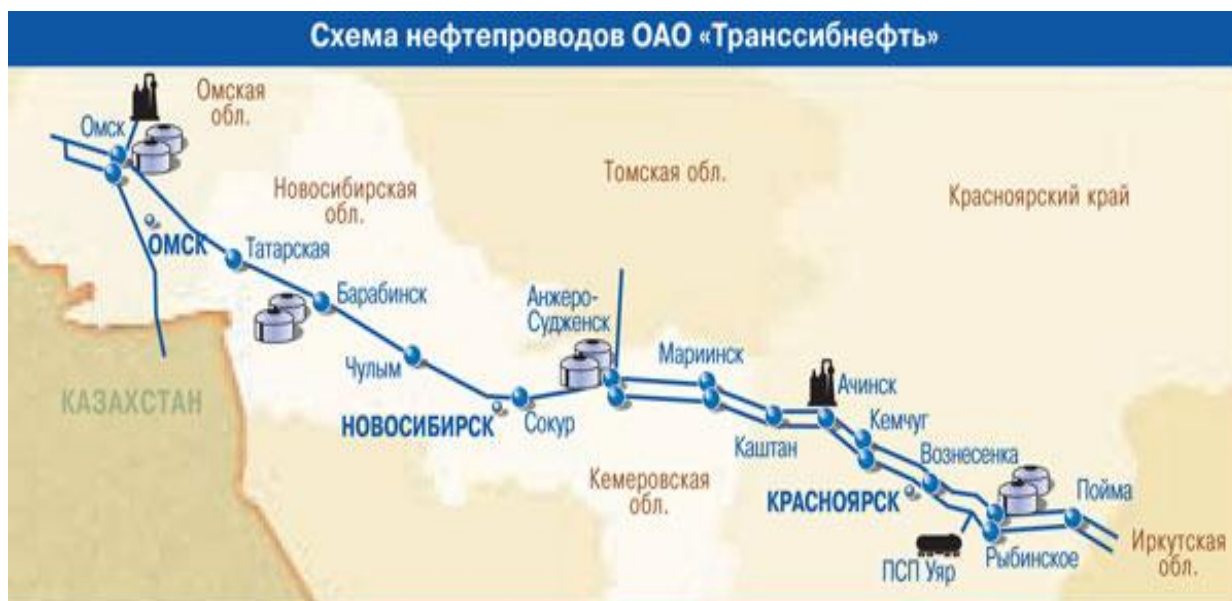 Схема нефтепроводов ОАО «Транссибнефть»
Омск
Омская
обл.
Томская обл.
Красноярский край
Новосибирская
обл.
ОМСК
Татарская
Барабинск
Анжеро-
Судженск
Мариинск
Ачинск
Чулым
КАЗАХСТАН
НОВОСИБИРСК
Сокур
Каштан
Кемчуг
Вознесенка
Кемеровская
обл.
КРАСНОЯРСК
Пойма
ПСП Уяр
Рыбинское
Иркутская
обл.